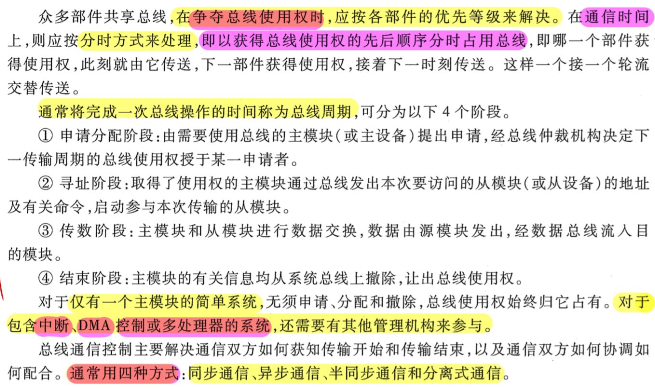 众多部件共享总线,在争夺总线使用权时,应按各部件的优先等级来解决。在通信时间
上,则应按分时方式来处理,即以获得总线使用权的先后顺序分时占用总线,即哪一个部件获
得使用权,此刻就由它传送,下一部件获得使用权,接着下一时刻传送。这样一个接一个轮流
交替传送。
通常将完成一次总线操作的时间称为总线周期,可分为以下 4 个阶段。
① 申请分配阶段:由需要使用总线的主模块(或主设备)提出申请,经总线仲裁机构决定下
一传输周期的总线使用权授于某一申请者。
② 寻址阶段:取得了使用权的主模块通过总线发出本次要访问的从模块(或从设备)的地址
及有关命令,启动参与本次传输的从模块。
③ 传数阶段:主模块和从模块进行数据交换,数据由源模块发出,经数据总线流入目
的模块。
④ 结束阶段:主模块的有关信息均从系统总线上撤除,让出总线使用权。
对于仅有一个主模块的简单系统,无须申请、分配和撤除,总线使用权始终归它占有。对于
包含中断、DMA 控制或多处理器的系统,还需要有其他管理机构来参与。
总线通信控制主要解决通信双方如何获知传输开始和传输结束,以及通信双方如何协调如
何配合。通常用四种方式:同步通信、异步通信、半同步通信和分离式通信。